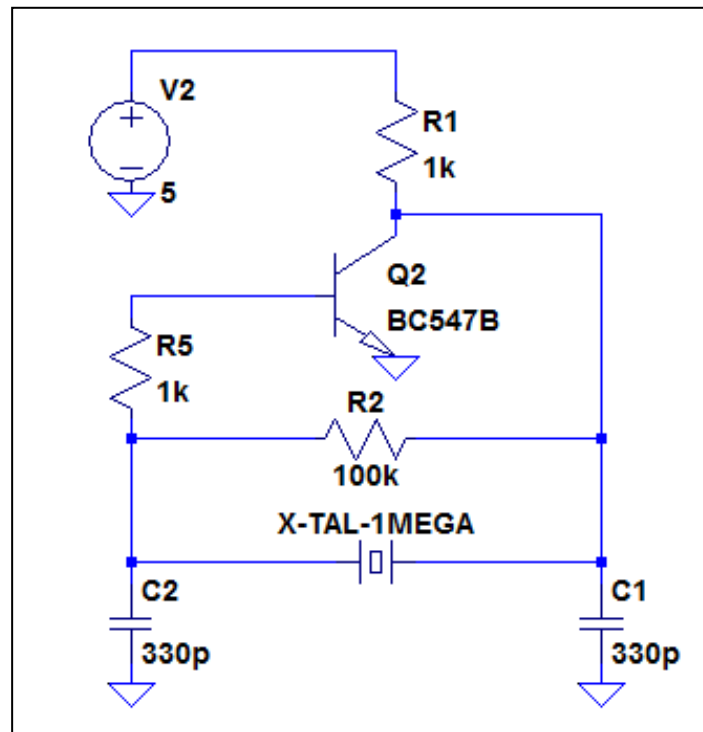 V2
5
R1
1k
Q2
BC547B
R5
1k
R2
100k
X-TAL-1MEGA
C2
330p
C1
330p